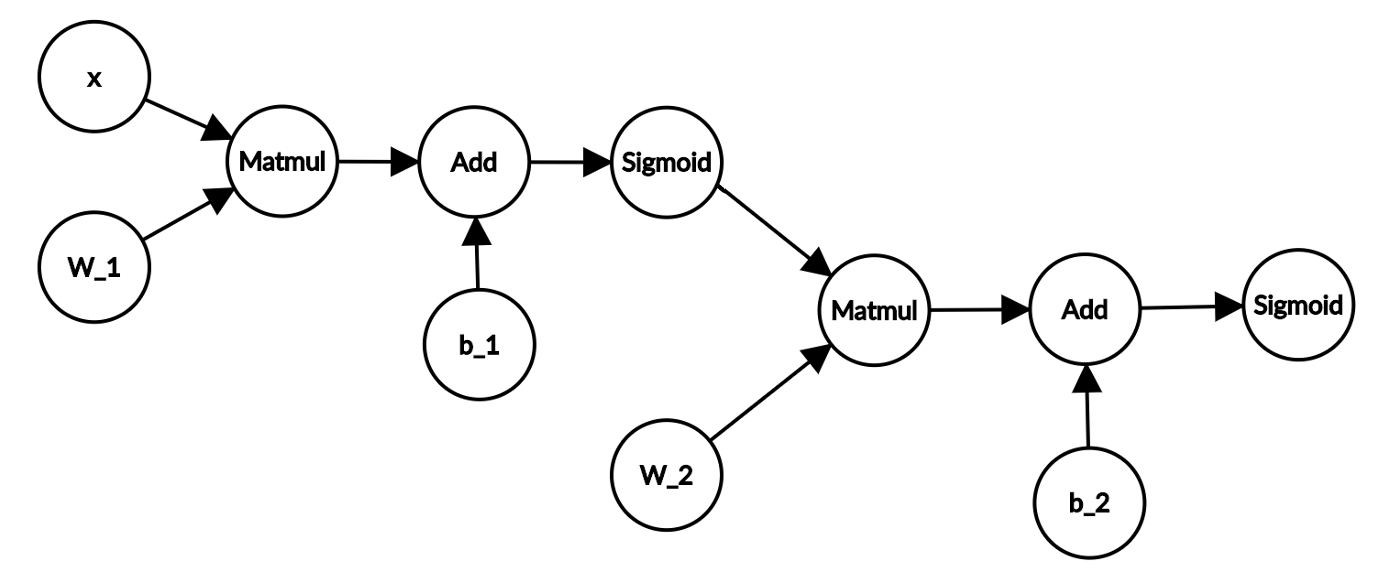 x
Matmul
Add
Sigmoid
W_1
b_1
Matmul
Add
Sigmoid
W_2
b_2